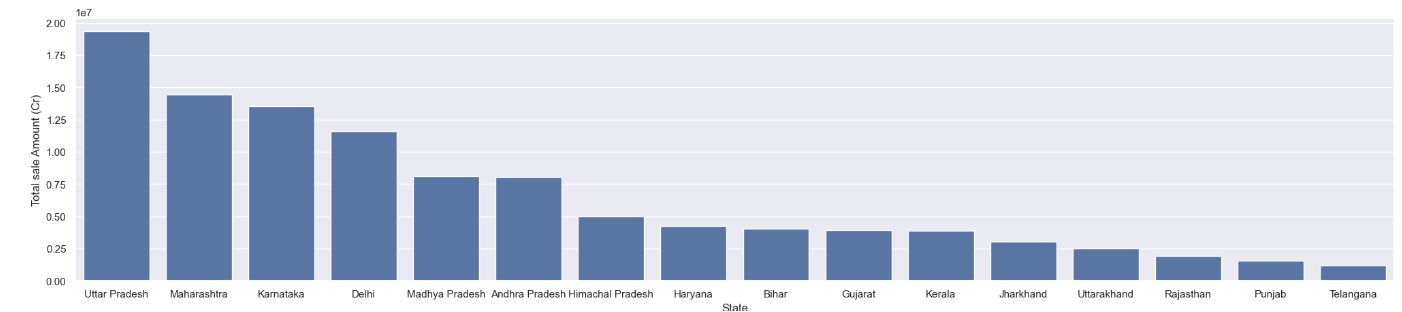 1e7
2.00
1.75
1.50
1.25
1.00
0.75
0.50
0.25
0.00
Total sale Amount (Cr)
Uttar Pradesh Maharashtra Karnataka Delhi Madhya Pradesh Andhra Pradesh Himachal Pradesh Haryana Bihar Gujarat Kerala Jharkhand Uttarakhand Rajasthan Punjab Telangana
State